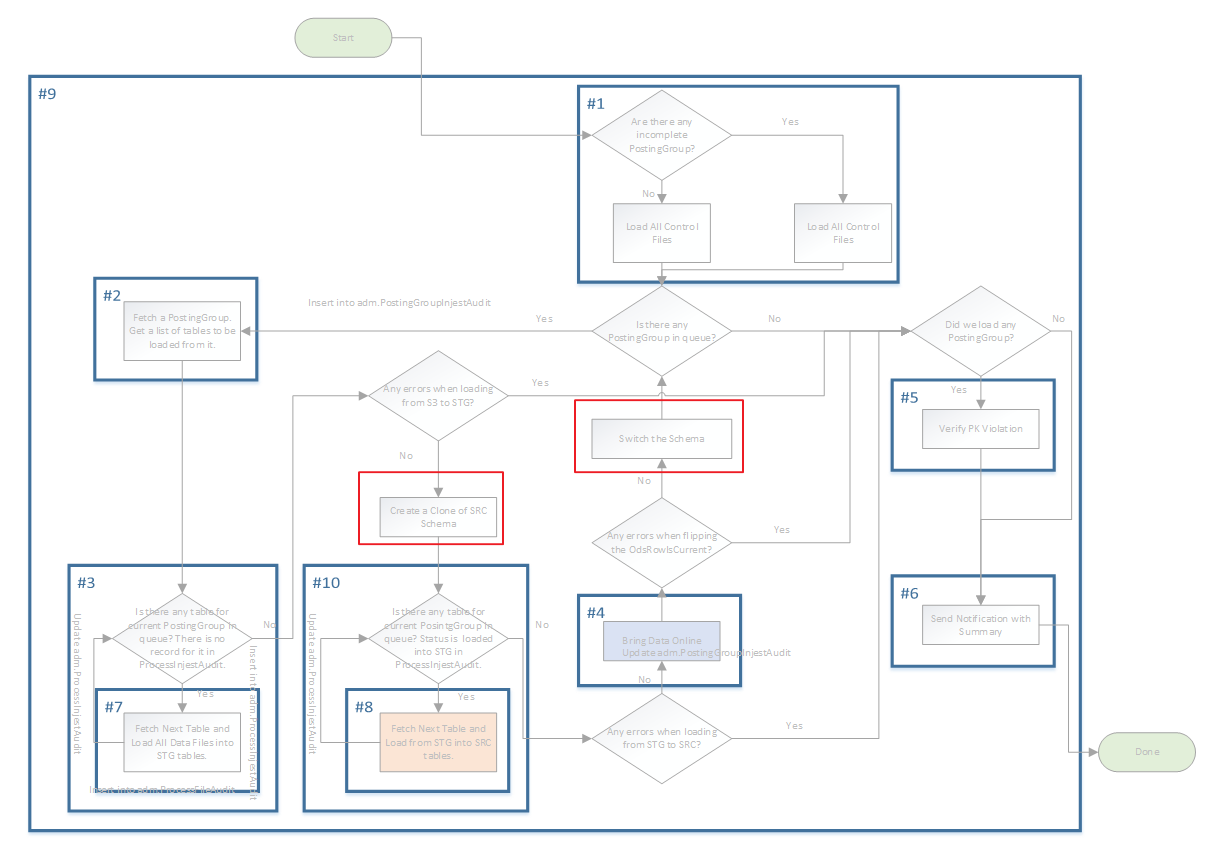 Start
#9
#1
Are there any
incomplete
PostingGroup?
Yes
No
Load All Control
Files
Load All Control
Files
#2
Fetch a PostingGroup.
Get a list of tables to be
loaded from it.
Insert into adm.PostingGroupInjestAudit
Yes
Is there any
PostingGroup in queue?
No
Did we load any
PostingGroup?
No
Any errors when loading
from S3 to STG?
Yes
No
Switch the Schema
Yes
#5
Verify PK Violation
Create a Clone of SRC
Schema
No
Any errors when flipping
the OdsRowIsCurrent?
Yes
#3
Is there any table for
current PostingGroup in
queue? There is no
record for it in
ProcessInjestAudit.
No
Update adm.ProcessInjestAudit
Insert into adm.ProcessInjestAudit
Yes
#7
Fetch Next Table and
Load All Data Files into
STG tables.
Insert into adm.ProcessFileAudit
#10
Is there any table for
current PosintgGroup in
queue? Status is loaded
into STG in
ProcessInjestAudit.
No
Update adm.ProcessInjestAudit
Yes
#8
Fetch Next Table and
Load from STG into SRC
tables.
#4
Bring Data Online
Update adm.PostingGroupInjestAudit
No
Any errors when loading
from STG to SRC?
Yes
#6
Send Notification with
Summary
Done